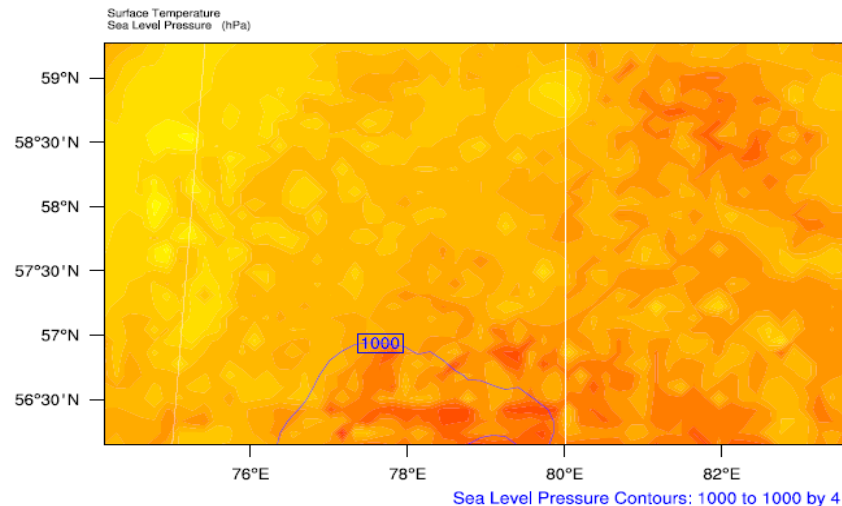 Surface Temperature
Sea Level Pressure (hPa)
59°N
58°30'N
58°N
57°30'N
57°N
1000
56°30'N
76°E 78°E 80°E 82°E
Sea Level Pressure Contours: 1000 to 1000 by 4